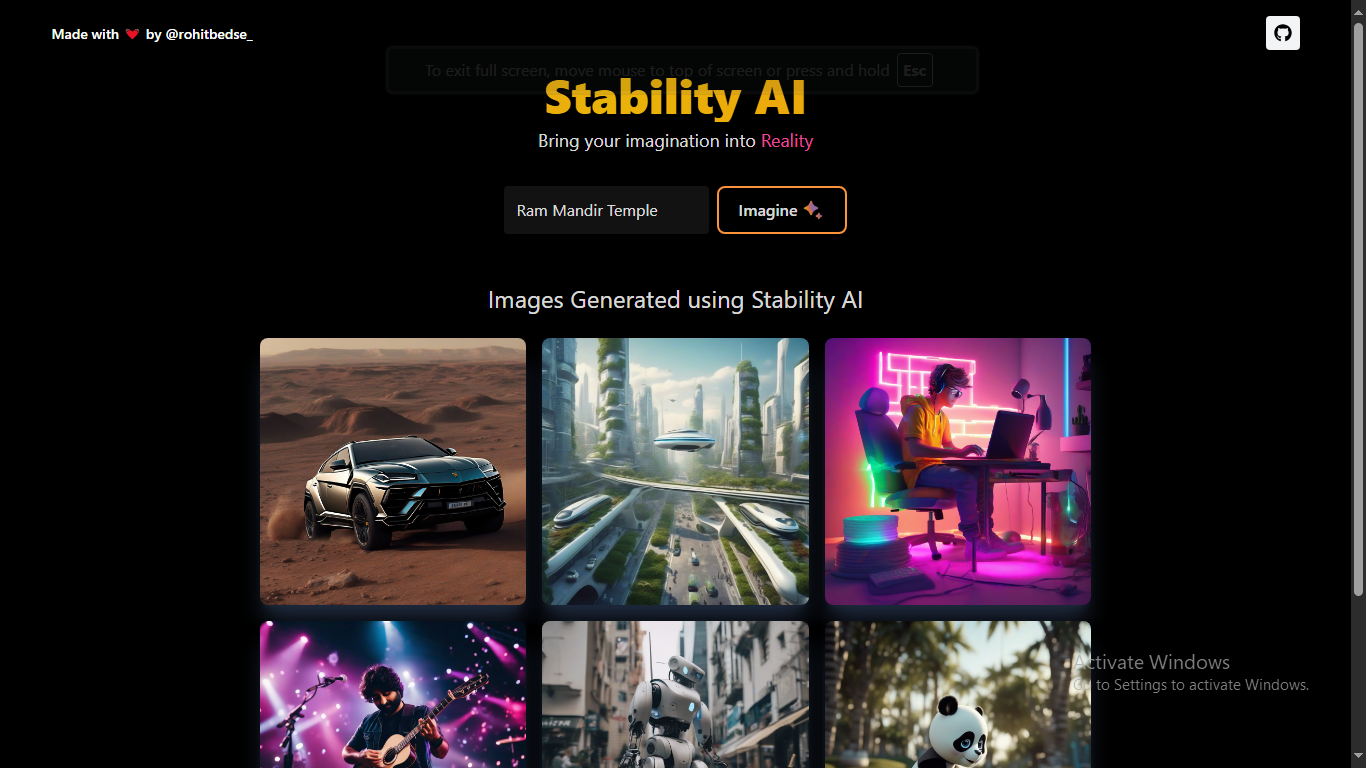 Made with ❤ by @rohitbedse_
To exit full screen, move mouse to top of screen or press and hold Esc
Stability AI
Bring your imagination into Reality
Ram Mandir Temple
Imagine
Images Generated using Stability AI
Activate Windows
Go to Settings to activate Windows.